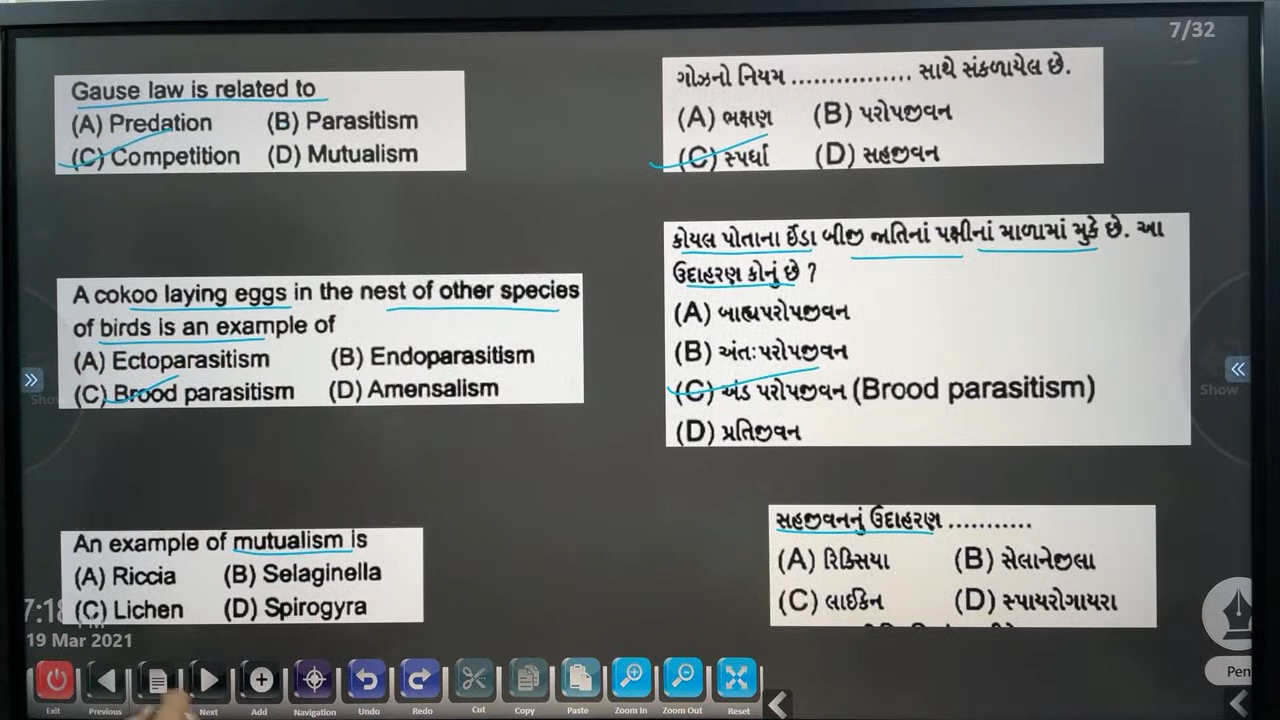 7/32
Gause law is related to
(A) Predation (B) Parasitism
(C) Competition (D) Mutualism
ગોઝનો નિયમ ................ સાથે સંકળાયેલ છે.
(A) ભક્ષણ (B) પરોપજીવન
(C) સ્પર્ધા (D) સહજીવન
A cokoo laying eggs in the nest of other species
of birds is an example of
(A) Ectoparasitism (B) Endoparasitism
(C) Brood parasitism (D) Amensalism
કોયલ પોતાના ઈંડા બીજી જાતિનાં પક્ષીનાં માળામાં મુકે છે. આ
ઉદાહરણ કોનું છે ?
(A) બાહ્યપરોપજીવન
(B) અંતઃપરોપજીવન
(C) અંડ પરોપજીવન (Brood parasitism)
(D) પ્રતિજીવન
Show
Show
An example of mutualism is
(A) Riccia (B) Selaginella
(C) Lichen (D) Spirogyra
સહજીવનનું ઉદાહરણ ...........
(A) રિક્સિયા (B) સેલાનેજીલા
(C) લાઈકેન (D) સ્પાયરોગાયરા
7:18 PM
19 Mar 2021
Pen
Exit Previous Next Add Navigation Undo Redo Cut Copy Paste Zoom In Zoom Out Reset